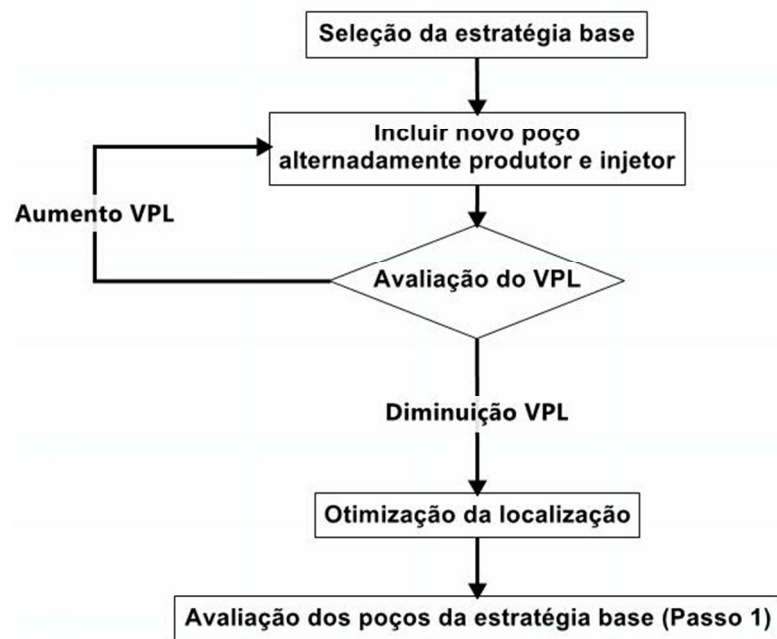 Seleção da estratégia base
Incluir novo poço
alternadamente produtor e injetor
Aumento VPL
Avaliação do VPL
Diminuição VPL
Otimização da localização
Avaliação dos poços da estratégia base (Passo 1)